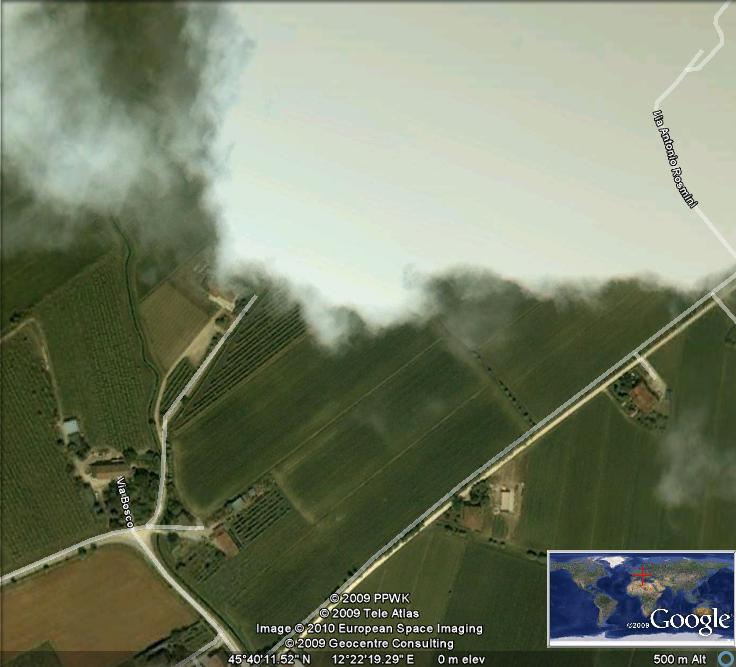 Via Antonio Rosmini
Via Bosco
© 2009 PPWK
© 2009 Tele Atlas
Image © 2010 European Space Imaging
© 2009 Geocentre Consulting
©2009 Google
45°40'11.52" N 12°22'19.29" E 0 m elev 500 m Alt